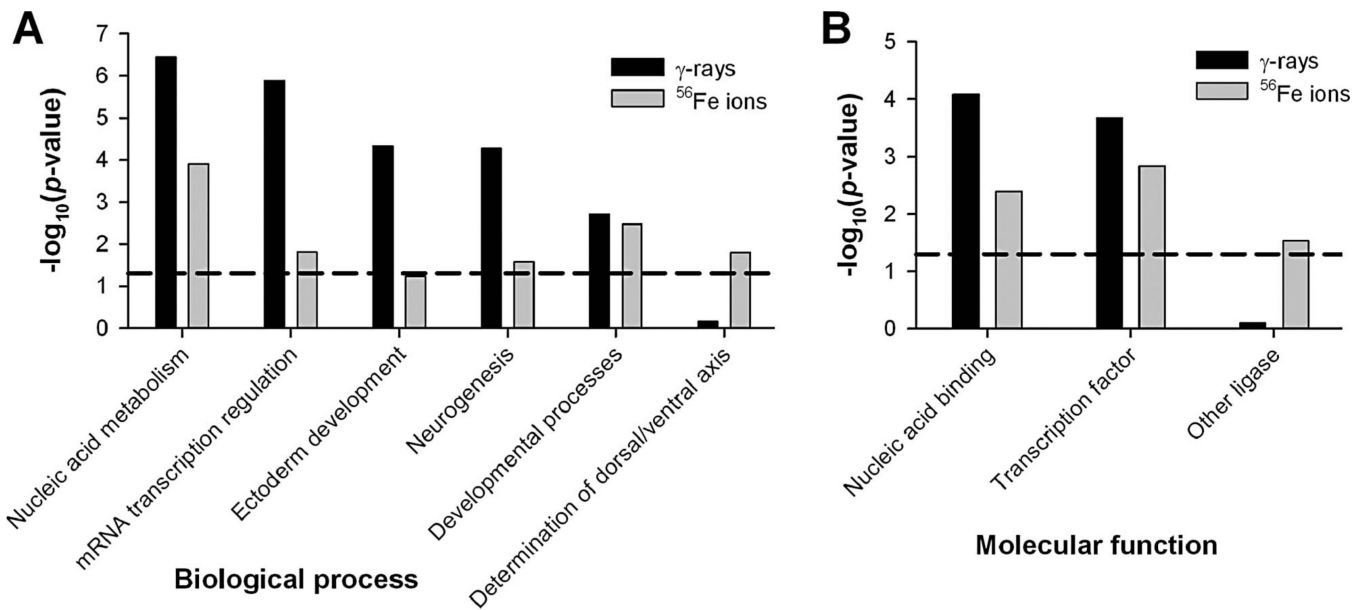 A
-log10(p-value)
7
6
5
4
3
2
1
0
γ-rays
56Fe ions
Nucleic acid metabolism
mRNA transcription regulation
Ectoderm development
Neurogenesis
Developmental processes
Determination of dorsal/ventral axis
Biological process
B
-log10(p-value)
5
4
3
2
1
0
γ-rays
56Fe ions
Nucleic acid binding
Transcription factor
Other ligase
Molecular function